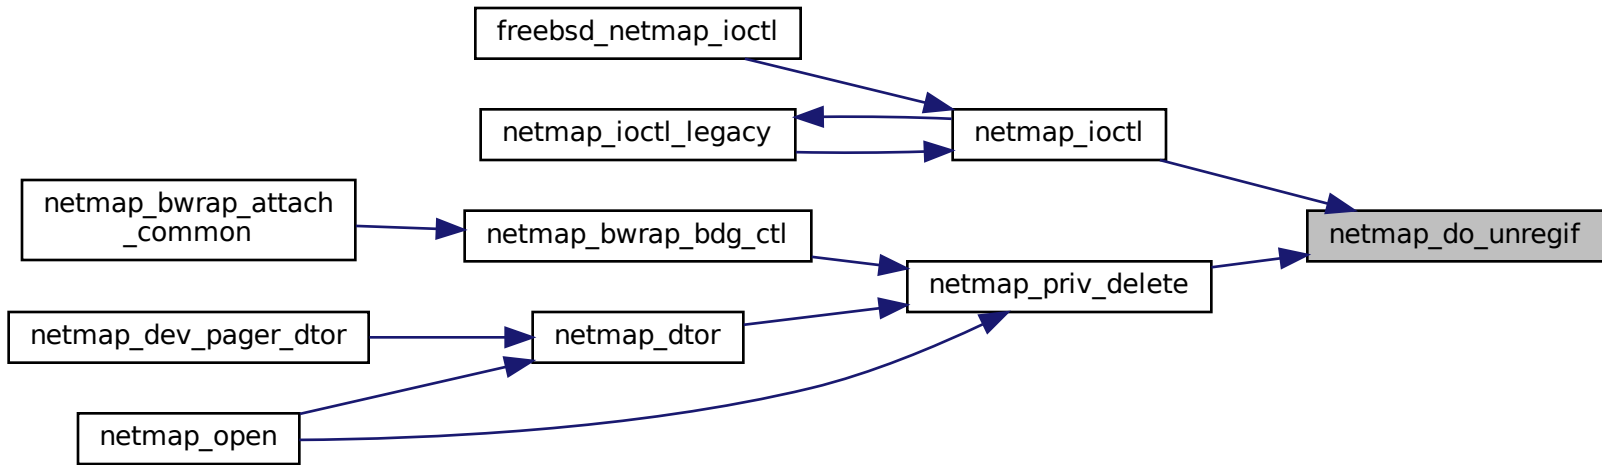 freebsd_netmap_ioctl
netmap_ioctl_legacy
netmap_ioctl
netmap_bwrap_attach
_common
netmap_bwrap_bdg_ctl
netmap_do_unregif
netmap_priv_delete
netmap_dev_pager_dtor
netmap_dtor
netmap_open